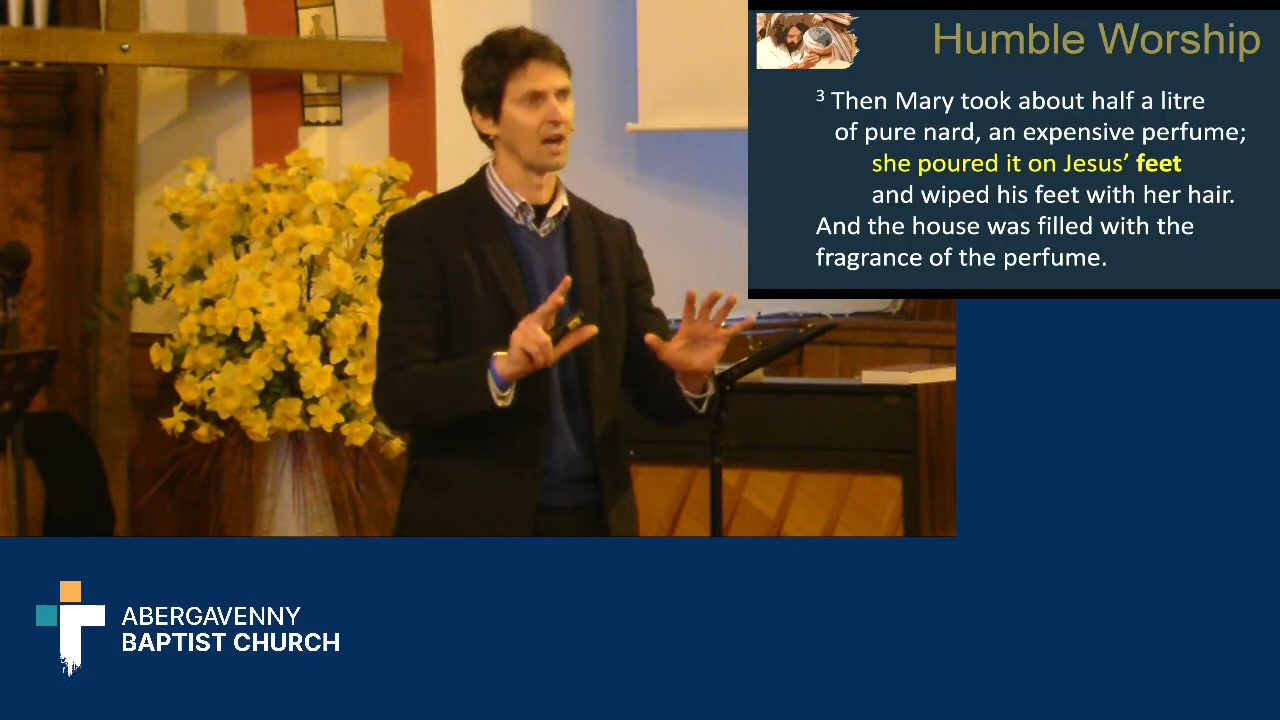 Humble Worship
3 Then Mary took about half a litre
of pure nard, an expensive perfume;
she poured it on Jesus’ feet
and wiped his feet with her hair.
And the house was filled with the
fragrance of the perfume.
ABERGAVENNY
BAPTIST CHURCH